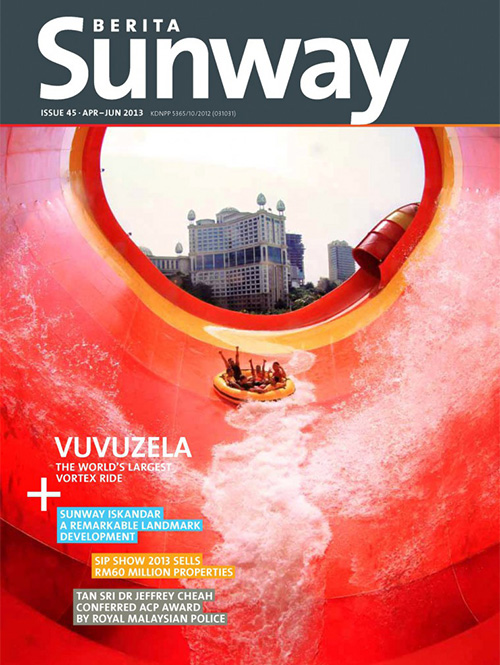 BERITA
Sunway
ISSUE 45 · APR–JUN 2013 KDNPP 5365/10/2012 (031031)
VUVUZELA
THE WORLD'S LARGEST
VORTEX RIDE
+
SUNWAY ISKANDAR
A REMARKABLE LANDMARK
DEVELOPMENT
SIP SHOW 2013 SELLS
RM60 MILLION PROPERTIES
TAN SRI DR JEFFREY CHEAH
CONFERRED ACP AWARD
BY ROYAL MALAYSIAN POLICE